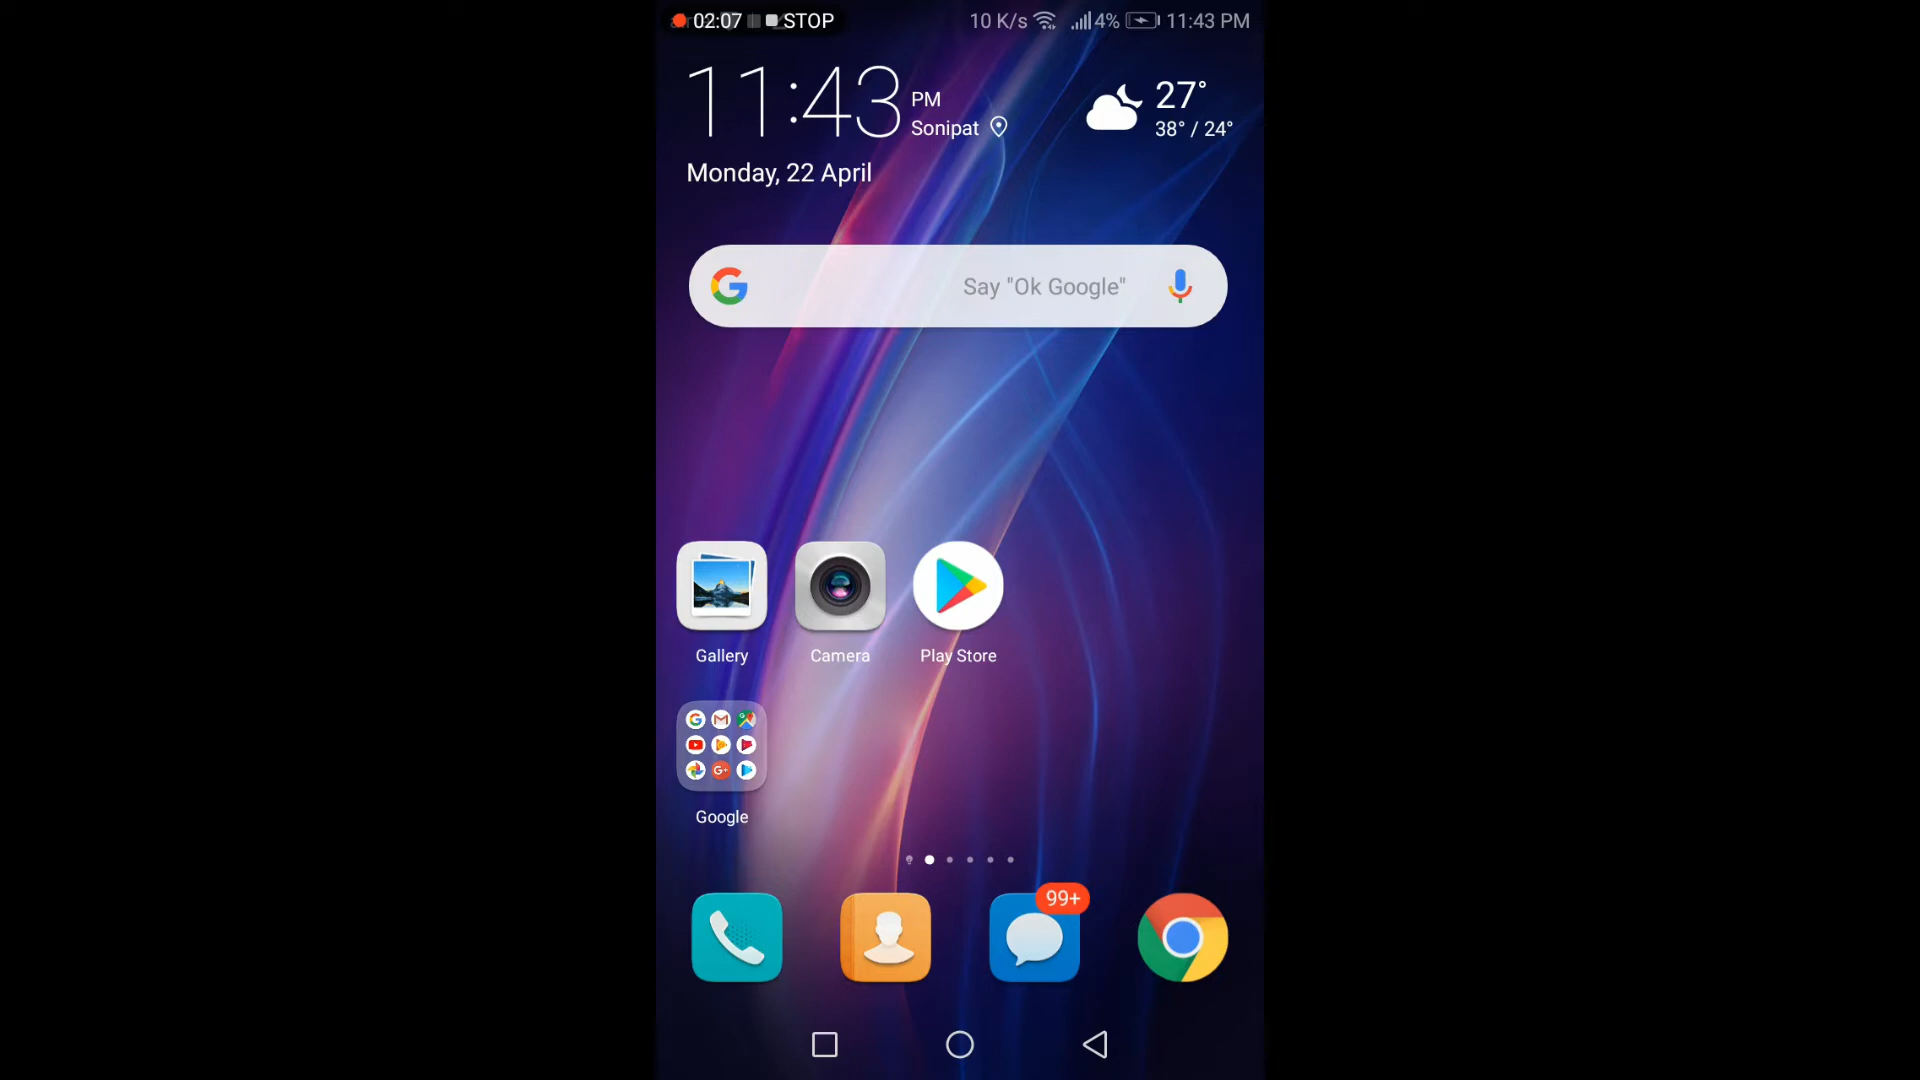 02:07 STOP 10 K/s 4% 11:43 PM
11:43 PM
Sonipat
27°
38° / 24°
Monday, 22 April
Say "Ok Google"
Gallery Camera Play Store
Google
99+